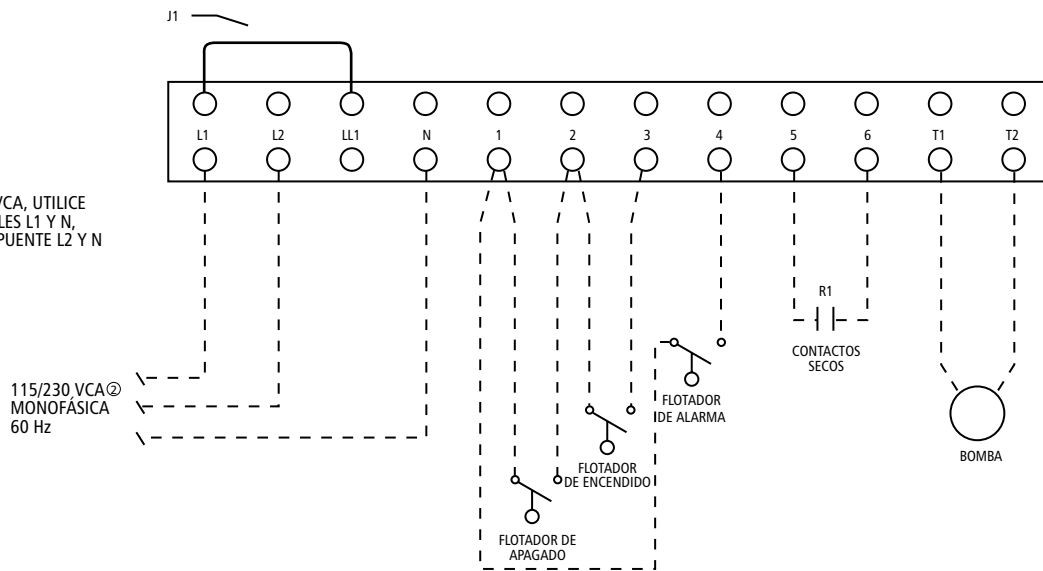 J1
L1 L2 LL1 N 1 2 3 4 5 6 T1 T2
VCA, UTILICE
LES L1 Y N,
PUENTE L2 Y N
R1
CONTACTOS
SECOS
115/230 VCA②
MONOFÁSICA
60 Hz
FLOTADOR
DE ALARMA
BOMBA
FLOTADOR
DE ENCENDIDO
FLOTADOR DE
APAGADO